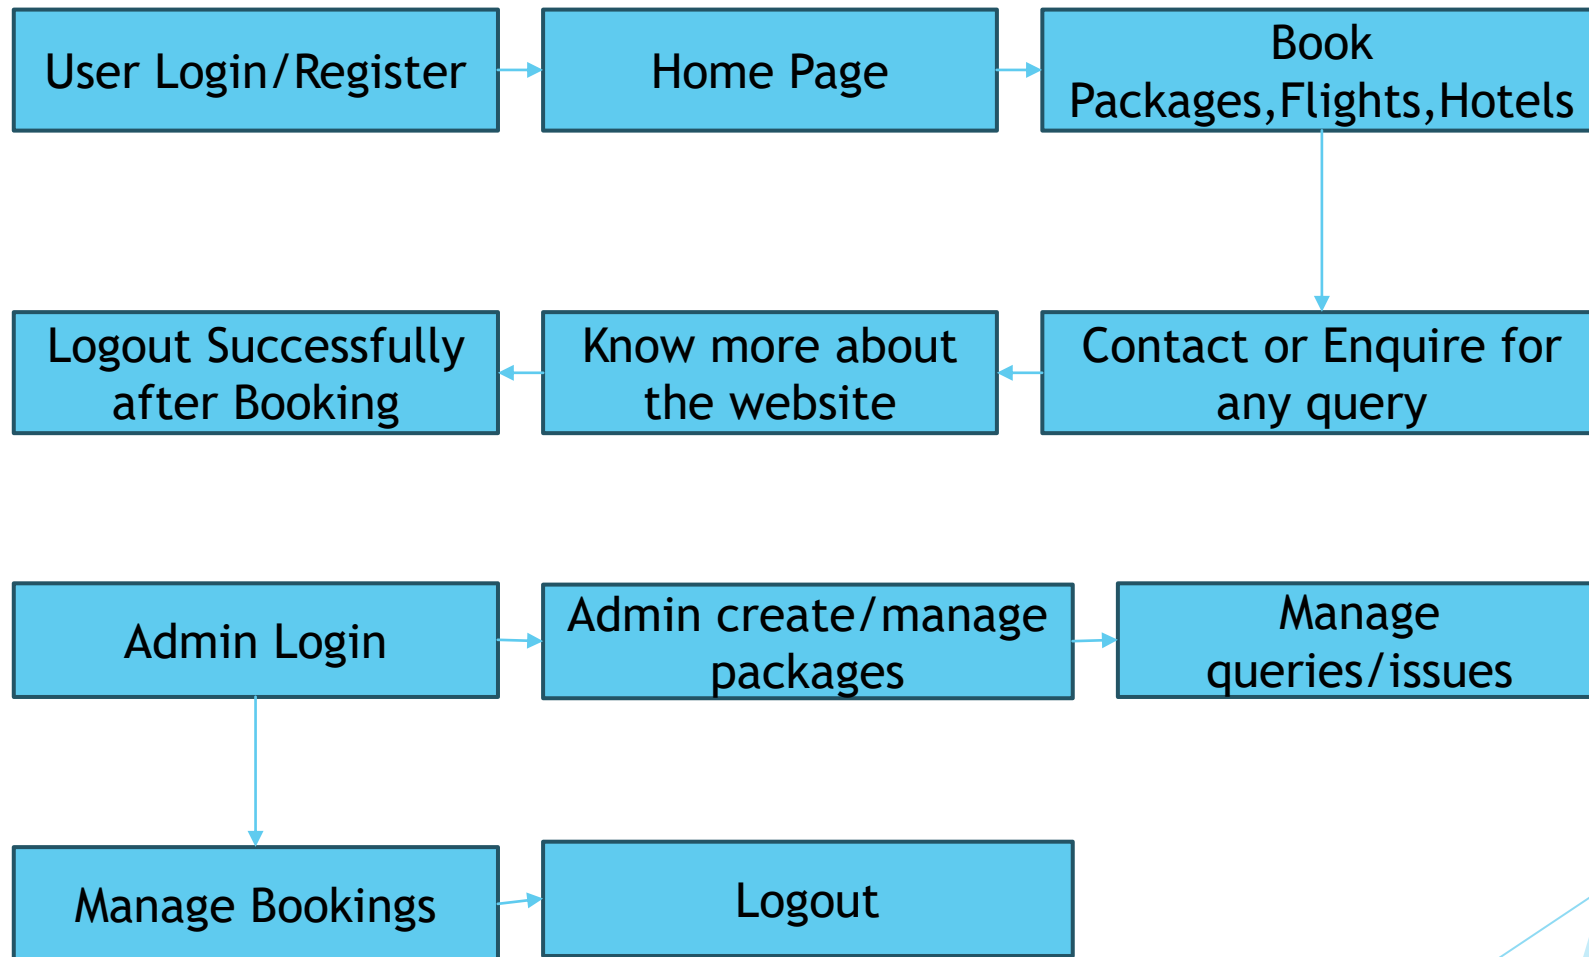 User Login/Register
Home Page
Book
Packages,Flights,Hotels
Logout Successfully
after Booking
Know more about
the website
Contact or Enquire for
any query
Admin Login
Admin create/manage
packages
Manage
queries/issues
Manage Bookings
Logout